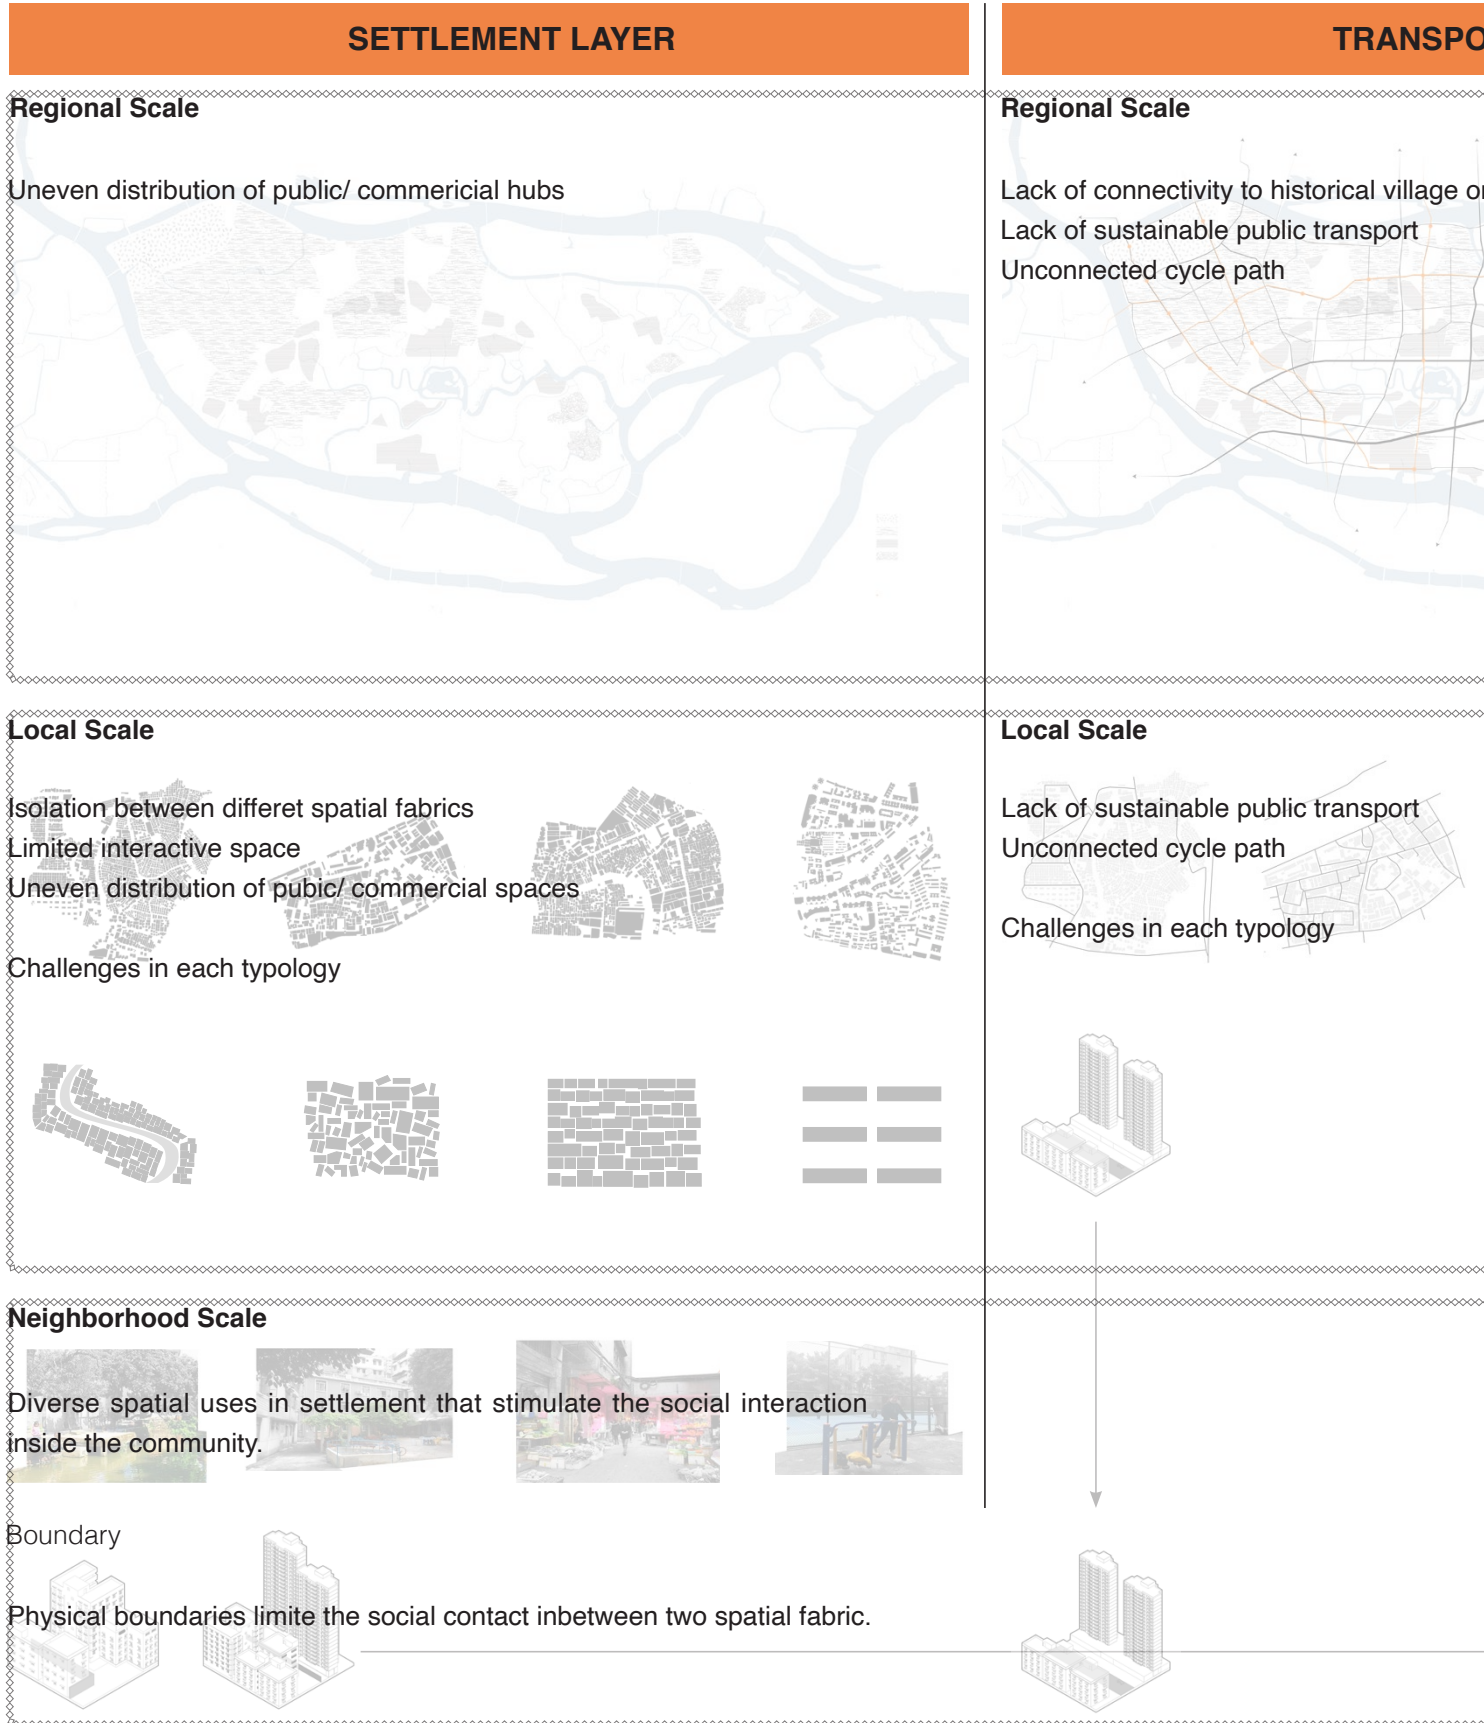 SETTLEMENT LAYER
Regional Scale
Uneven distribution of public/ commericial hubs
Local Scale
Isolation between differet spatial fabrics
Limited interactive space
Uneven distribution of pubic/ commercial spaces
Challenges in each typology
Neighborhood Scale
Diverse spatial uses in settlement that stimulate the social interaction
inside the community.
Boundary
Physical boundaries limite the social contact inbetween two spatial fabric.
Regional Scale
Lack of connectivity to historical village
Lack of sustainable public transport
Unconnected cycle path
Local Scale
Lack of sustainable public transport
Unconnected cycle path
Challenges in each typology